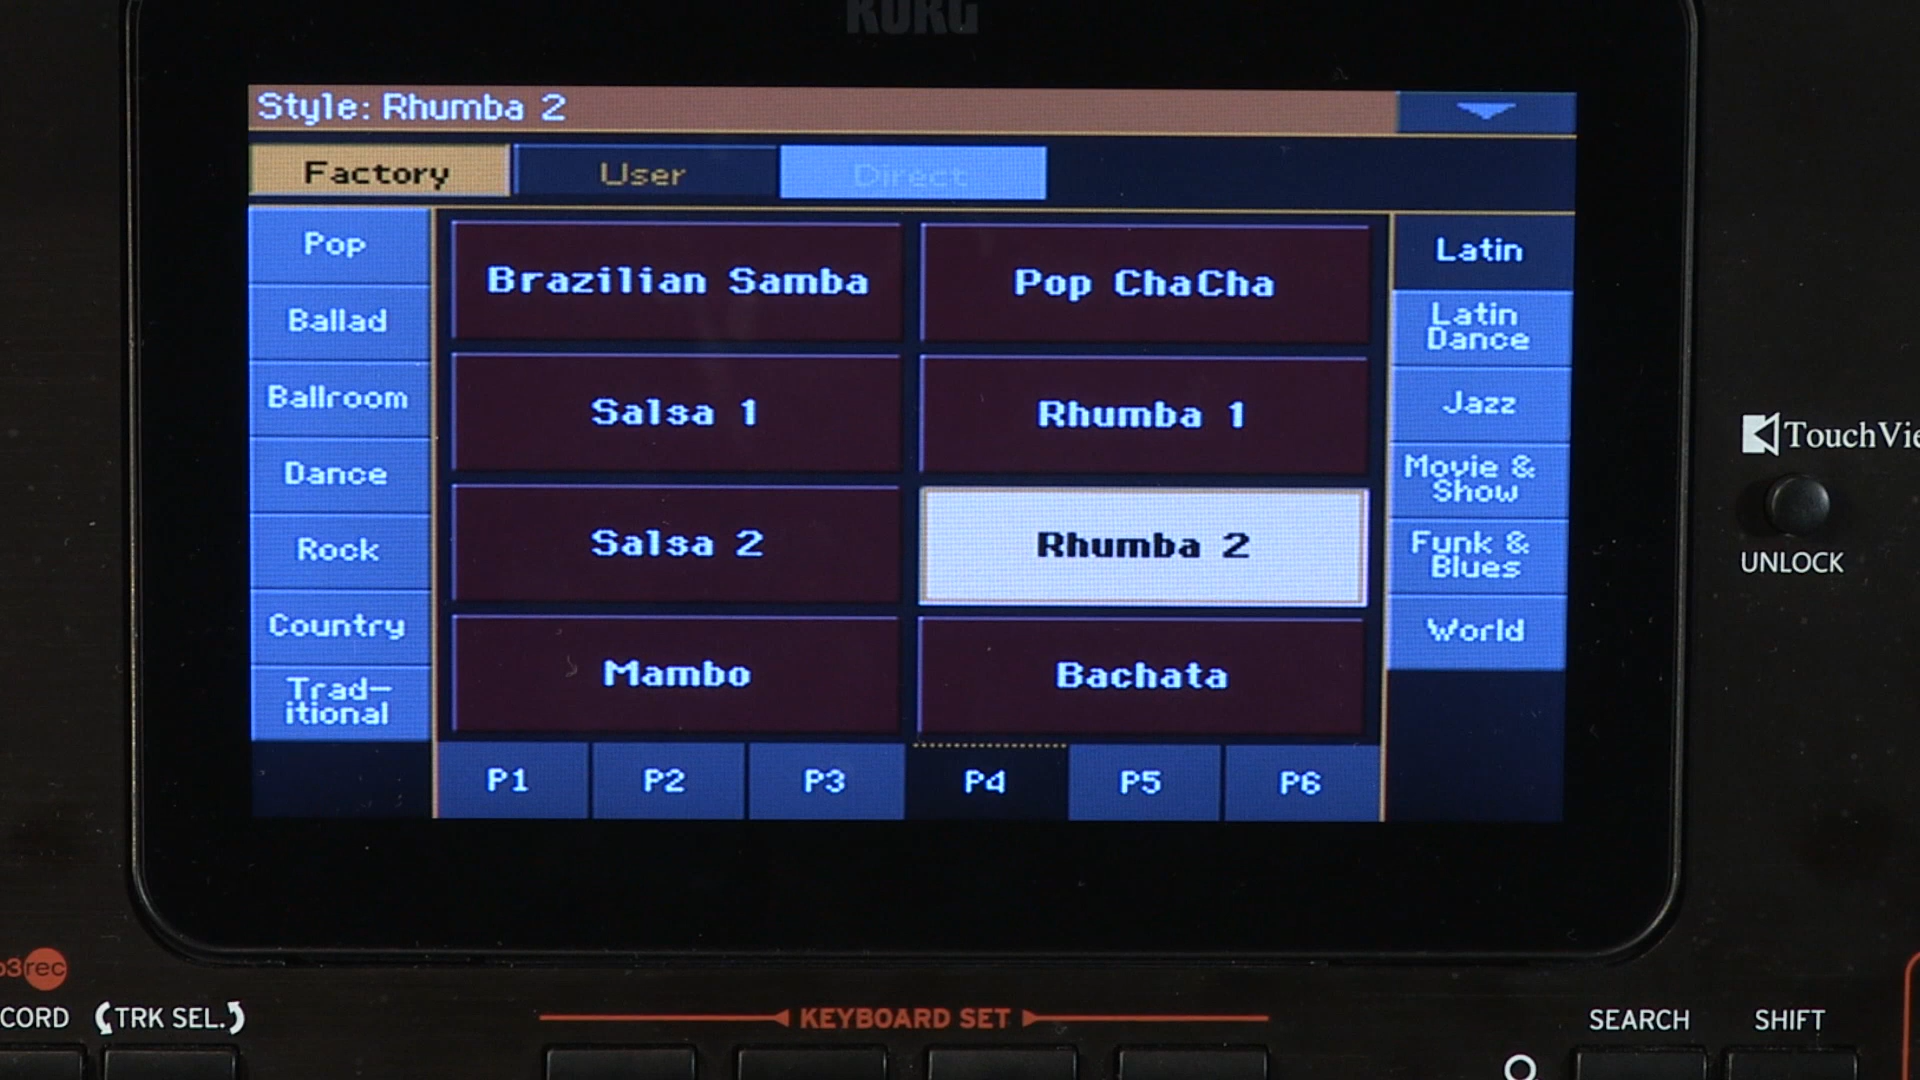 KORG
Style: Rhumba 2
Factory User Direct
Pop
Ballad
Ballroom
Dance
Rock
Country
Trad-
itional
Brazilian Samba
Pop ChaCha
Salsa 1
Rhumba 1
Salsa 2
Rhumba 2
Mambo
Bachata
Latin
Latin
Dance
Jazz
Movie &
Show
Funk &
Blues
World
P1 P2 P3 P4 P5 P6
TouchVie
UNLOCK
p3rec
CORD
TRK SEL.
KEYBOARD SET
SEARCH
SHIFT